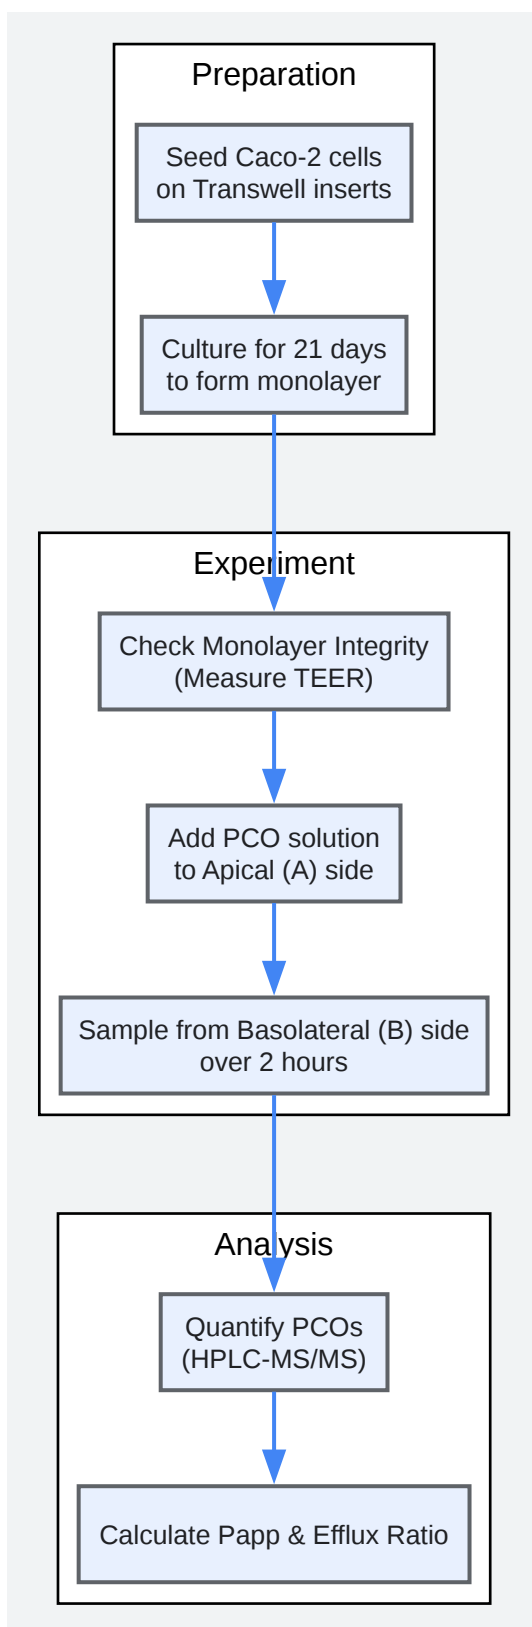 Preparation
Seed Caco-2 cells
on Transwell inserts
Culture for 21 days
to form monolayer
Experiment
Check Monolayer Integrity
(Measure TEER)
Add PCO solution
to Apical (A) side
Sample from Basolateral (B) side
over 2 hours
Analysis
Quantify PCOs
(HPLC-MS/MS)
Calculate Papp & Efflux Ratio